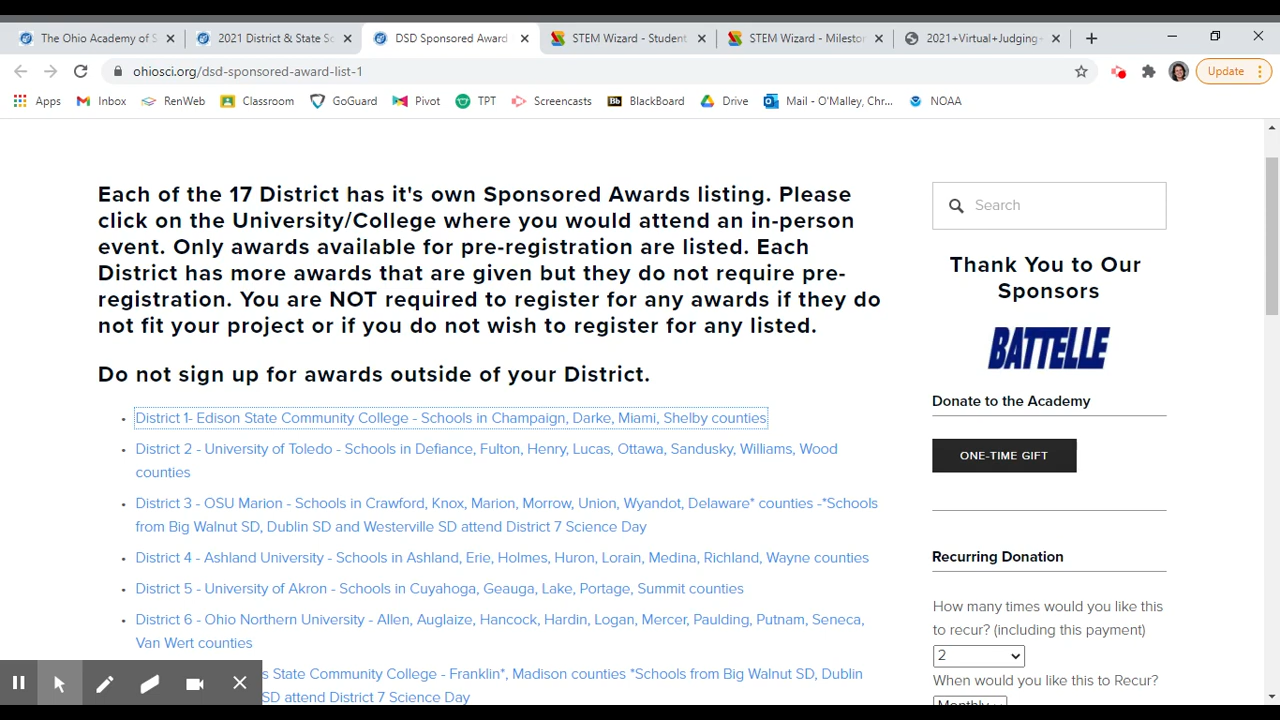 The Ohio Academy of S
2021 District & State Sc
DSD Sponsored Award
STEM Wizard - Student
STEM Wizard - Mileston
2021+Virtual+Judging-
ohiosci.org/dsd-sponsored-award-list-1
Update
Apps
Inbox
RenWeb
Classroom
GoGuard
Pivot
TPT
Screencasts
Bb BlackBoard
Drive
Mail - O'Malley, Chr...
NOAA
Each of the 17 District has it's own Sponsored Awards listing. Please
click on the University/College where you would attend an in-person
event. Only awards available for pre-registration are listed. Each
District has more awards that are given but they do not require pre-
registration. You are NOT required to register for any awards if they do
not fit your project or if you do not wish to register for any listed.
Do not sign up for awards outside of your District.
• District 1- Edison State Community College - Schools in Champaign, Darke, Miami, Shelby counties
• District 2 - University of Toledo - Schools in Defiance, Fulton, Henry, Lucas, Ottawa, Sandusky, Williams, Wood
counties
• District 3 - OSU Marion - Schools in Crawford, Knox, Marion, Morrow, Union, Wyandot, Delaware* counties -*Schools
from Big Walnut SD, Dublin SD and Westerville SD attend District 7 Science Day
• District 4 - Ashland University - Schools in Ashland, Erie, Holmes, Huron, Lorain, Medina, Richland, Wayne counties
• District 5 - University of Akron - Schools in Cuyahoga, Geauga, Lake, Portage, Summit counties
• District 6 - Ohio Northern University - Allen, Auglaize, Hancock, Hardin, Logan, Mercer, Paulding, Putnam, Seneca,
Van Wert counties
s State Community College - Franklin*, Madison counties *Schools from Big Walnut SD, Dublin
SD attend District 7 Science Day
Search
Thank You to Our
Sponsors
BATTELLE
Donate to the Academy
ONE-TIME GIFT
Recurring Donation
How many times would you like this
to recur? (including this payment)
2
When would you like this to Recur?
Monthly